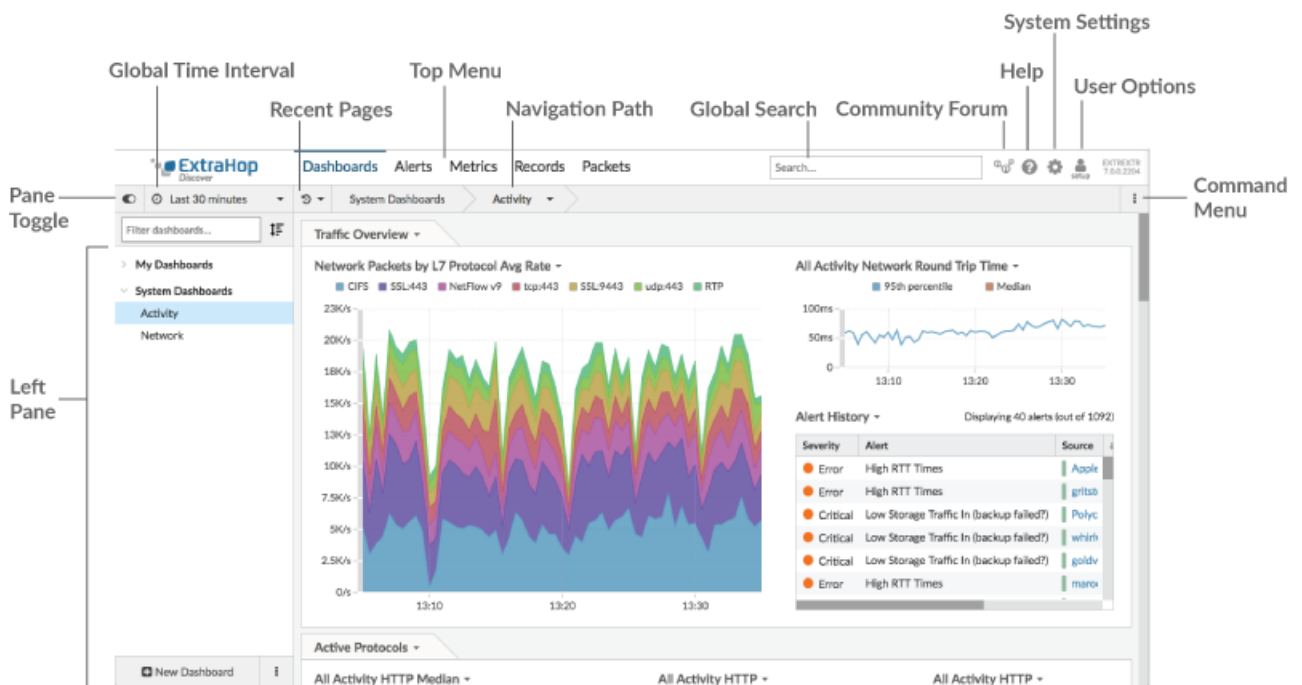 System Settings
Global Time Interval
Top Menu
Help
User Options
Recent Pages
Navigation Path
Global Search
Community Forum
ExtraHop
Discover
Dashboards Alerts Metrics Records Packets
Search...
setup
EXTREXTR
7.0.0.2204
Pane
Toggle
Last 30 minutes
System Dashboards
Activity
Command
Menu
Filter dashboards...
Traffic Overview
My Dashboards
System Dashboards
Activity
Network
Left
Pane
Network Packets by L7 Protocol Avg Rate
CIFS SSL:443 NetFlow v9 tcp:443 SSL:9443 udp:443 RTP
23K/s
20K/s
18K/s
15K/s
13K/s
10K/s
7.5K/s
5K/s
2.5K/s
0/s
13:10 13:20 13:30
All Activity Network Round Trip Time
95th percentile Median
100ms
50ms
0
13:10 13:20 13:30
Alert History
Displaying 40 alerts (out of 1092)
Severity Alert Source
Error High RTT Times Apple
Error High RTT Times gritsb
Critical Low Storage Traffic In (backup failed?) Polyc
Critical Low Storage Traffic In (backup failed?) whirl
Critical Low Storage Traffic In (backup failed?) goldv
Error High RTT Times
Active Protocols
New Dashboard
All Activity HTTP Median
All Activity HTTP
All Activity HTTP